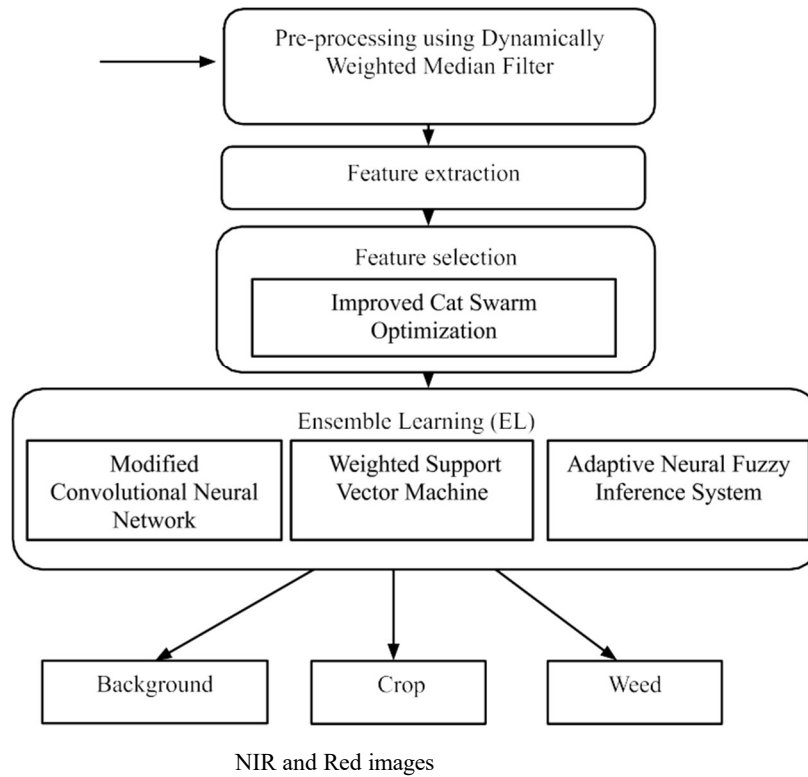 Pre-processing using Dynamically
Weighted Median Filter
Feature extraction
Feature selection
Improved Cat Swarm
Optimization
Ensemble Learning (EL)
Modified
Convolutional Neural
Network
Weighted Support
Vector Machine
Adaptive Neural Fuzzy
Inference System
Background
Crop
Weed
NIR and Red images